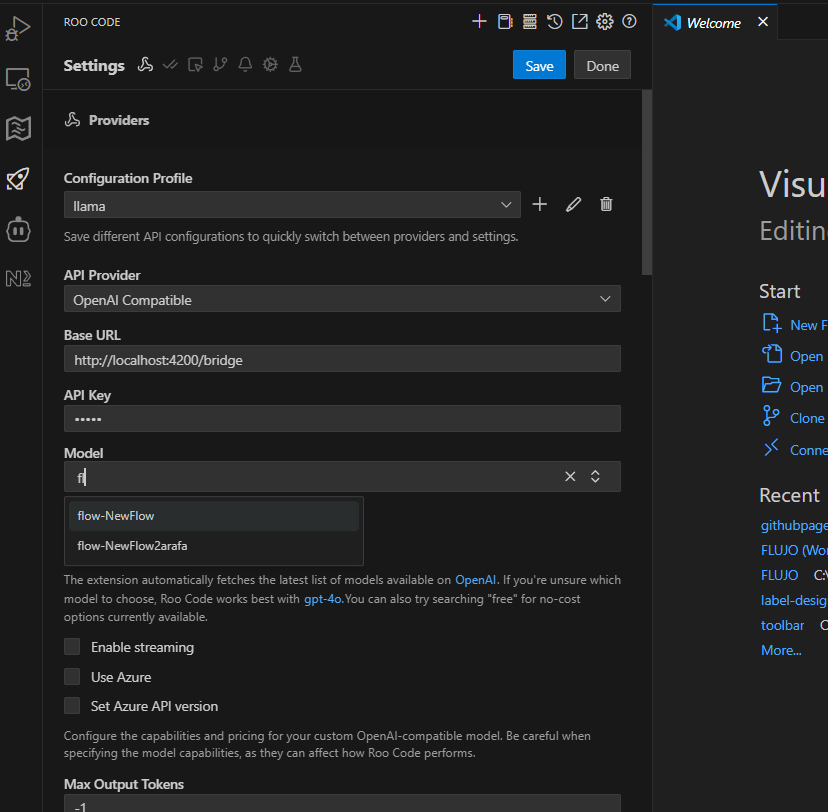 ROO CODE
Settings
Save
Done
Providers
Configuration Profile
llama
Save different API configurations to quickly switch between providers and settings.
API Provider
OpenAI Compatible
Base URL
http://localhost:4200/bridge
API Key
•••••
Model
fl
flow-NewFlow
flow-NewFlow2arafa
The extension automatically fetches the latest list of models available on OpenAI. If you're unsure which
model to choose, Roo Code works best with gpt-4o.You can also try searching "free" for no-cost
options currently available.
Enable streaming
Use Azure
Set Azure API version
Configure the capabilities and pricing for your custom OpenAI-compatible model. Be careful when
specifying the model capabilities, as they can affect how Roo Code performs.
Max Output Tokens
-1
Welcome
Visu
Editin
Start
New F
Open
Open
Clone
Conne
Recent
githubpage
FLUJO (Wor
FLUJO C:\
label-desig
toolbar C
More...